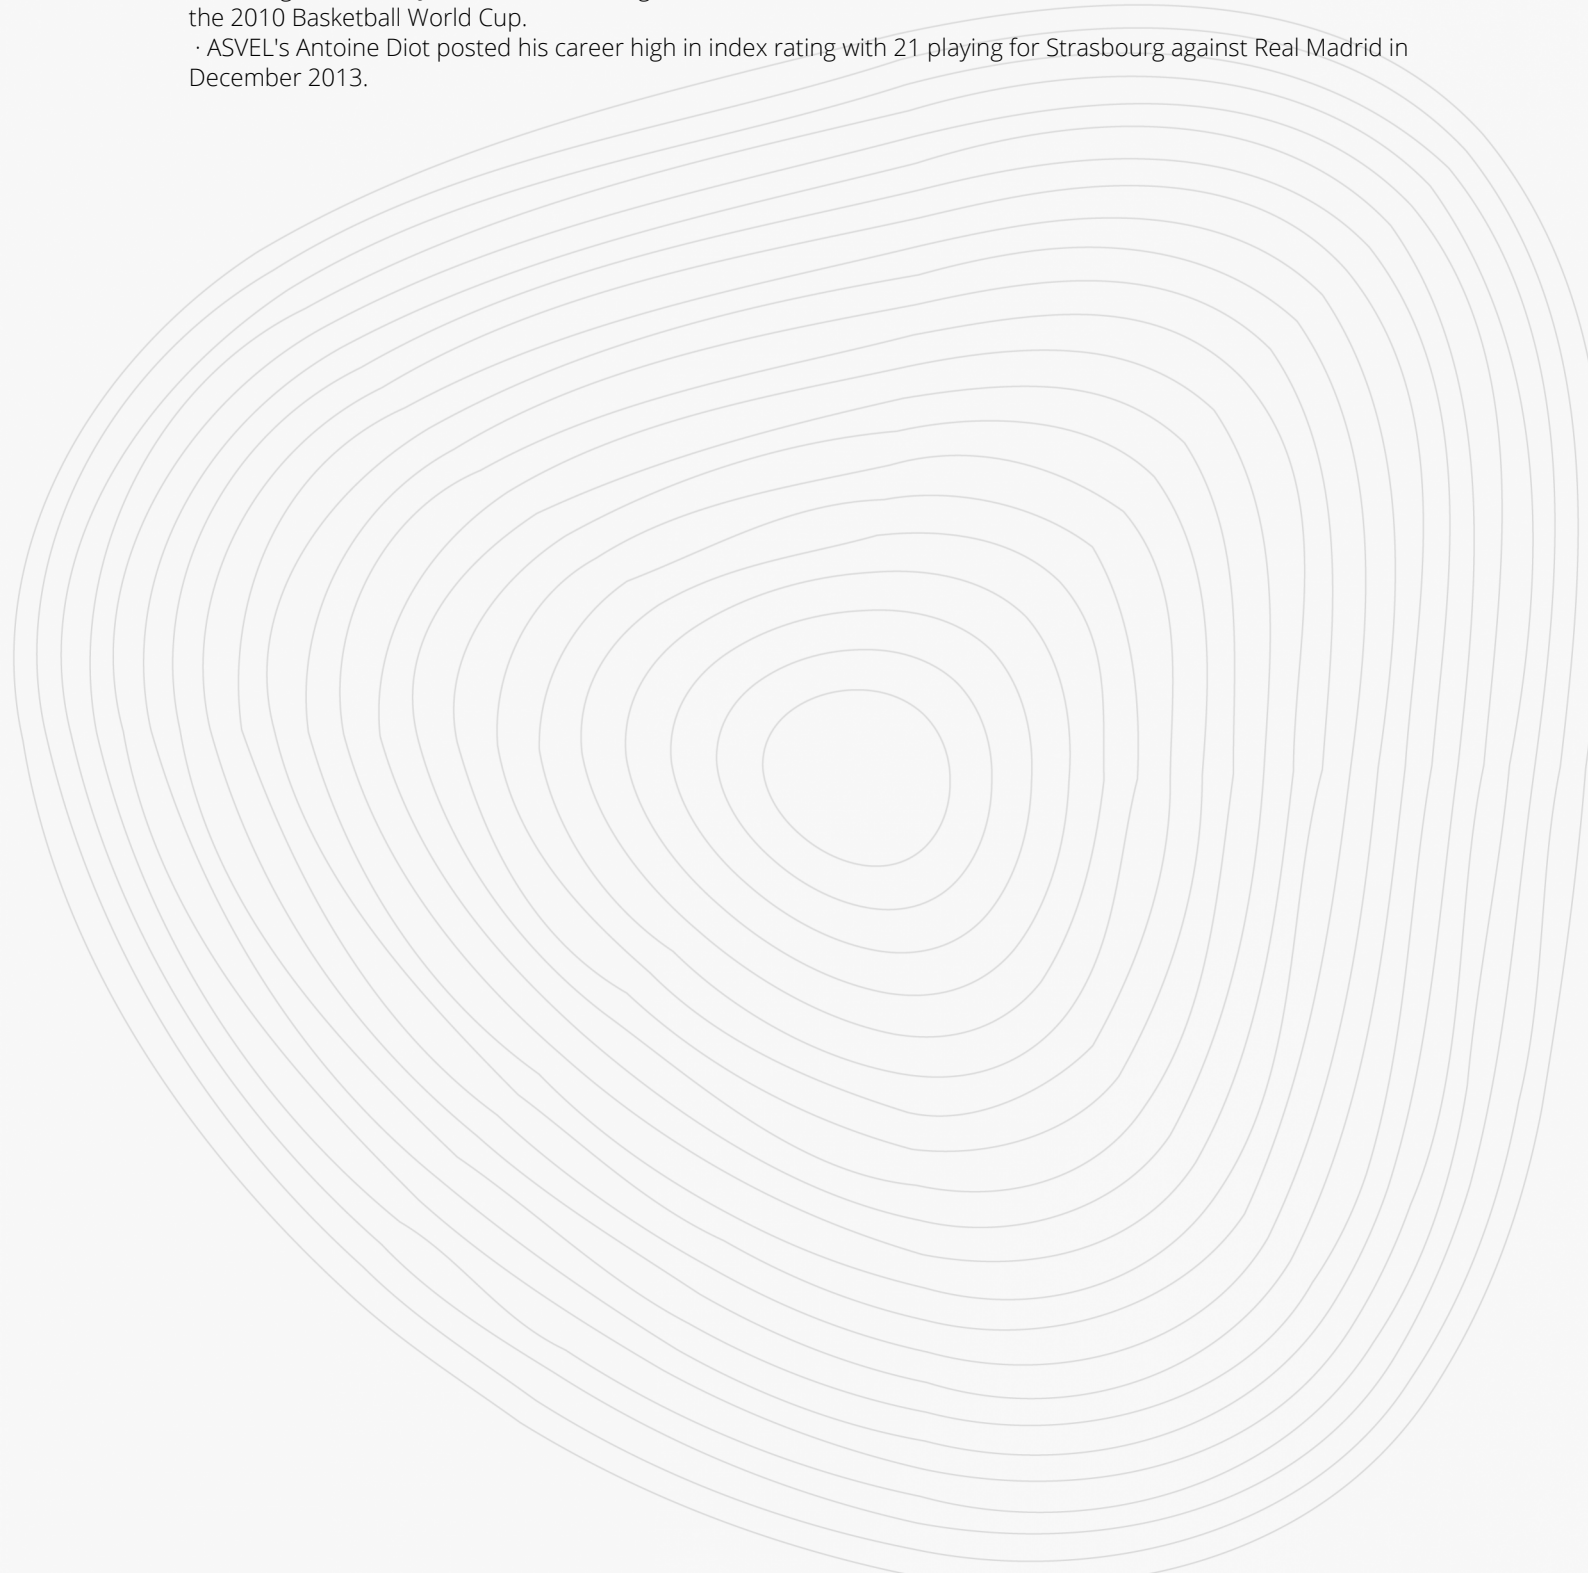 the 2010 Basketball World Cup.
· ASVEL's Antoine Diot posted his career high in index rating with 21 playing for Strasbourg against Real Madrid in
December 2013.